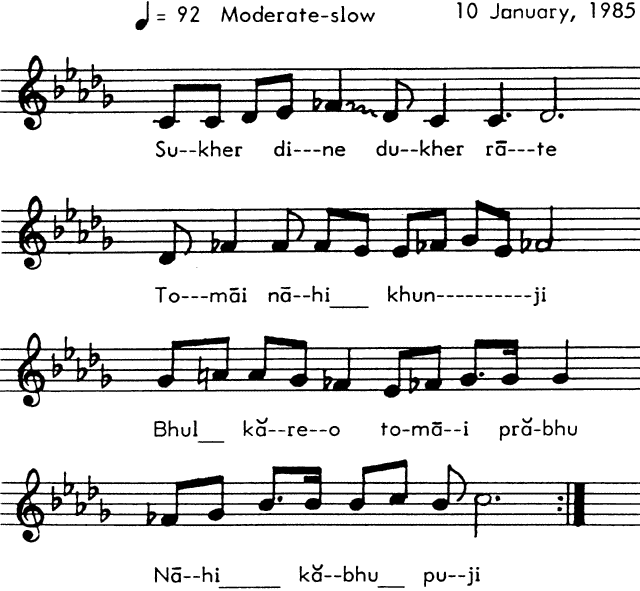 ♩ = 92 Moderate-slow 10 January, 1985
Su--kher di---ne du--kher rā---te
To---māi nā--hi___ khun----------ji
Bhul__ kă--re--o to-mā--i pră-bhu
Nā--hi_____ kă--bhu__ pu--ji